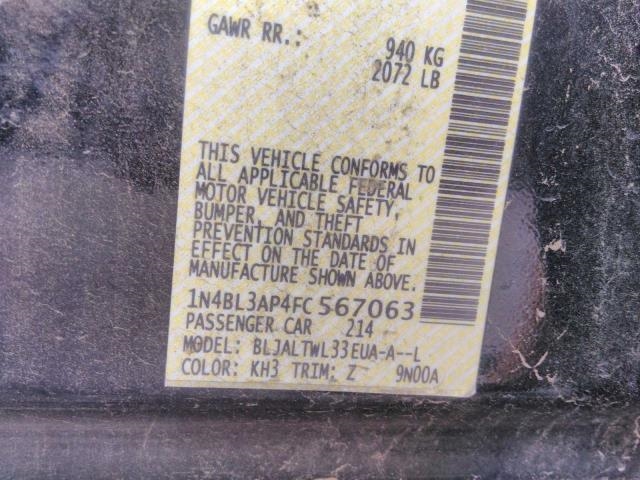 GAWR RR.: 940 KG
2072 LB
THIS VEHICLE CONFORMS TO
ALL APPLICABLE FEDERAL
MOTOR VEHICLE SAFETY,
BUMPER, AND THEFT
PREVENTION STANDARDS IN
EFFECT ON THE DATE OF
MANUFACTURE SHOWN ABOVE.
1N4BL3AP4FC567063
PASSENGER CAR 214
MODEL: BLJALTWL33EUA-A--L
COLOR: KH3 TRIM: Z 9N00A